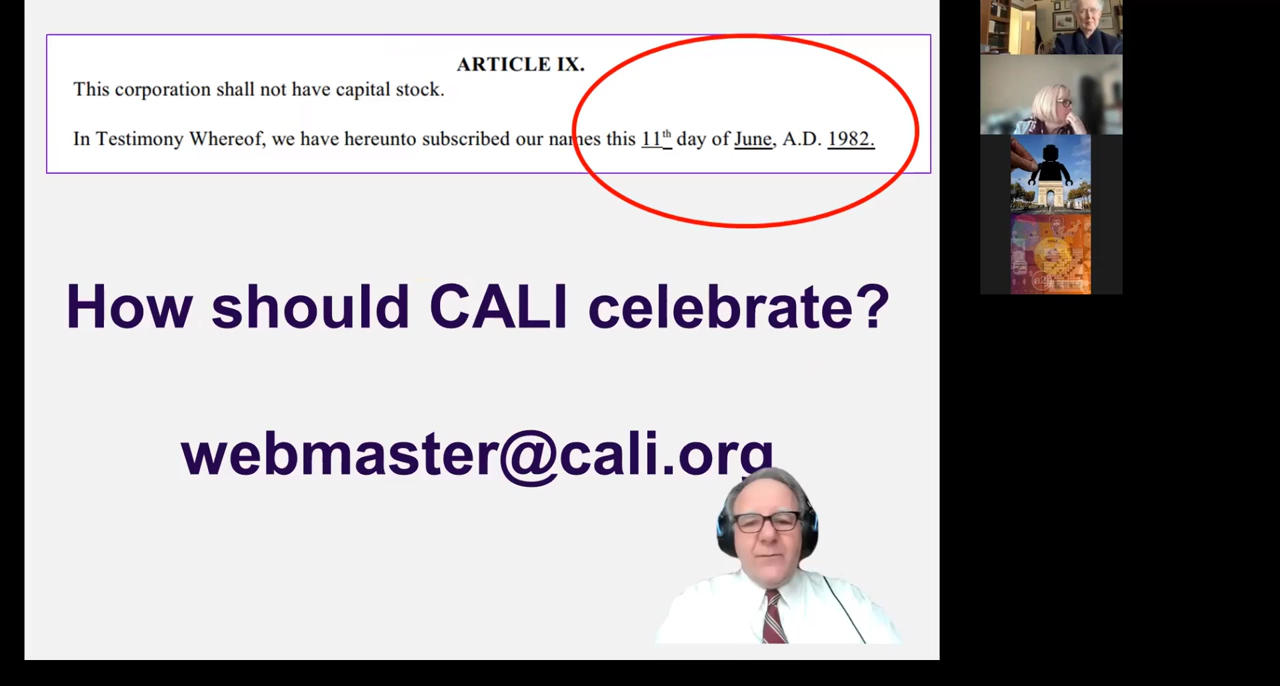 ARTICLE IX.
This corporation shall not have capital stock.
In Testimony Whereof, we have hereunto subscribed our names this 11th day of June, A.D. 1982.
How should CALI celebrate?
webmaster@cali.org